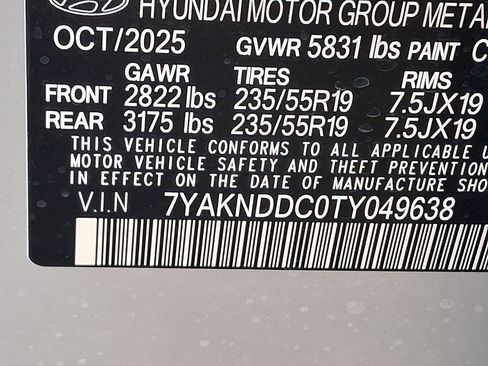 HYUNDAI MOTOR GROUP META
OCT/2025 GVWR 5831 lbs PAINT C
GAWR TIRES RIMS
FRONT 2822 lbs 235/55R19 7.5JX19
REAR 3175 lbs 235/55R19 7.5JX19
THIS VEHICLE CONFORMS TO ALL APPLICABLE
MOTOR VEHICLE SAFETY AND THEFT PREVENTION
IN EFFECT ON THE DATE OF MANUFACTURE SHO
V.I.N 7YAKNDDC0TY049638